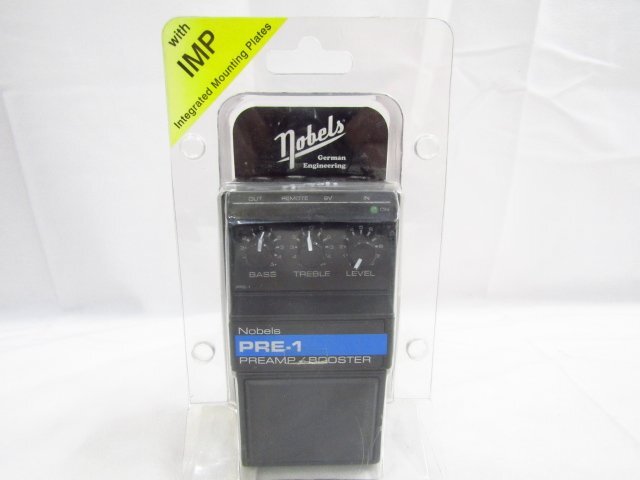 with
IMP
Integrated Mounting Plates
Nobels
German
Engineering
OUT REMOTE 9V IN
ON
BASS TREBLE LEVEL
PRE-1
Nobels
PRE-1
PREAMP / BOOSTER